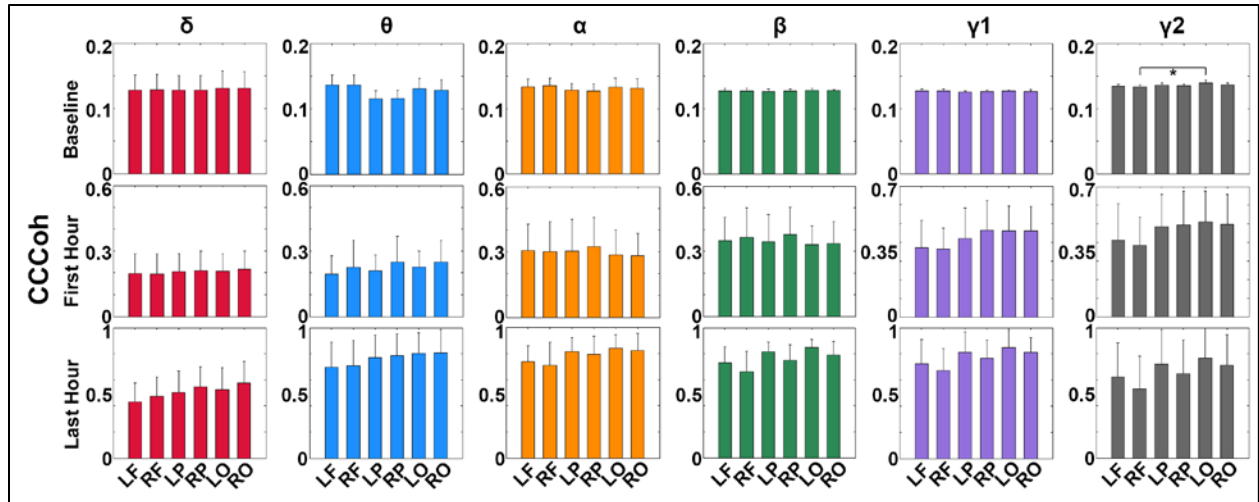 δ θ α β γ1 γ2
CCCoh
Baseline
0.2 0.2 0.2 0.2 0.2 0.2
*
0.1 0.1 0.1 0.1 0.1 0.1
0 0 0 0 0 0
First Hour
0.6 0.6 0.6 0.6 0.7 0.7
0.3 0.3 0.3 0.3 0.35 0.35
0 0 0 0 0 0
Last Hour
1 1 1 1 1 1
0.5 0.5 0.5 0.5 0.5 0.5
0 0 0 0 0 0
LF RF LP RP LO RO LF RF LP RP LO RO LF RF LP RP LO RO LF RF LP RP LO RO LF RF LP RP LO RO LF RF LP RP LO RO